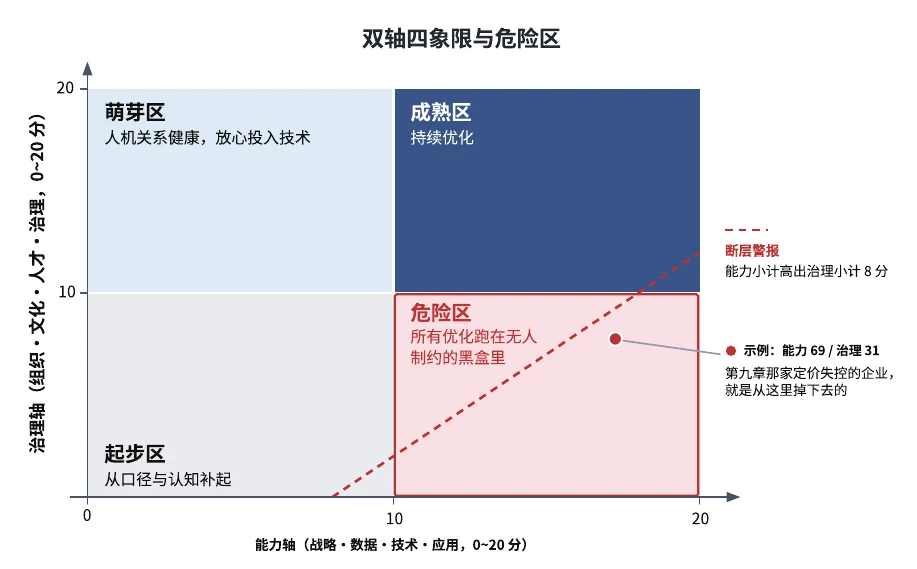 双轴四象限与危险区
20
萌芽区
人机关系健康，放心投入技术
成熟区
持续优化
治理轴（组织·文化·人才·治理，0~20 分）
断层警报
能力小计高出治理小计 8 分
10
危险区
所有优化跑在无人
制约的黑盒里
示例：能力 69 / 治理 31
第九章那家定价失控的企业，
就是从这里掉下去的
起步区
从口径与认知补起
0
10
20
能力轴（战略·数据·技术·应用，0~20 分）